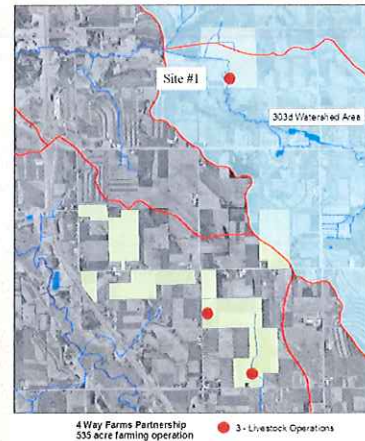 Site #1
303d Watershed Area
4 Way Farms Partnership
535 acre farming operation
3 - Livestock Operations